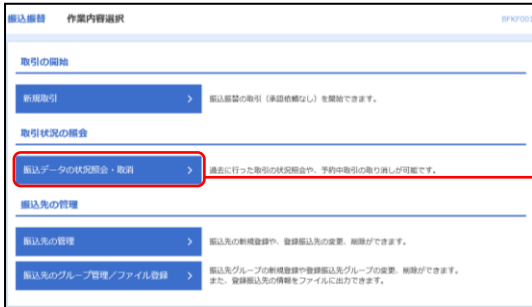 振込振替 作業内容選択 BFKF001
取引の開始
新規取引 振込振替の取引（承認依頼なし）を開始できます。
取引状況の照会
振込データの状況照会・取消 過去に行った取引の状況照会や、予約中取引の取り消しが可能です。
振込先の管理
振込先の管理 振込先の新規登録や、登録振込先の変更、削除ができます。
振込先のグループ管理／ファイル登録 振込先グループの新規登録や登録振込先グループの変更、削除ができます。
また、登録振込先の情報をファイルに出力できます。